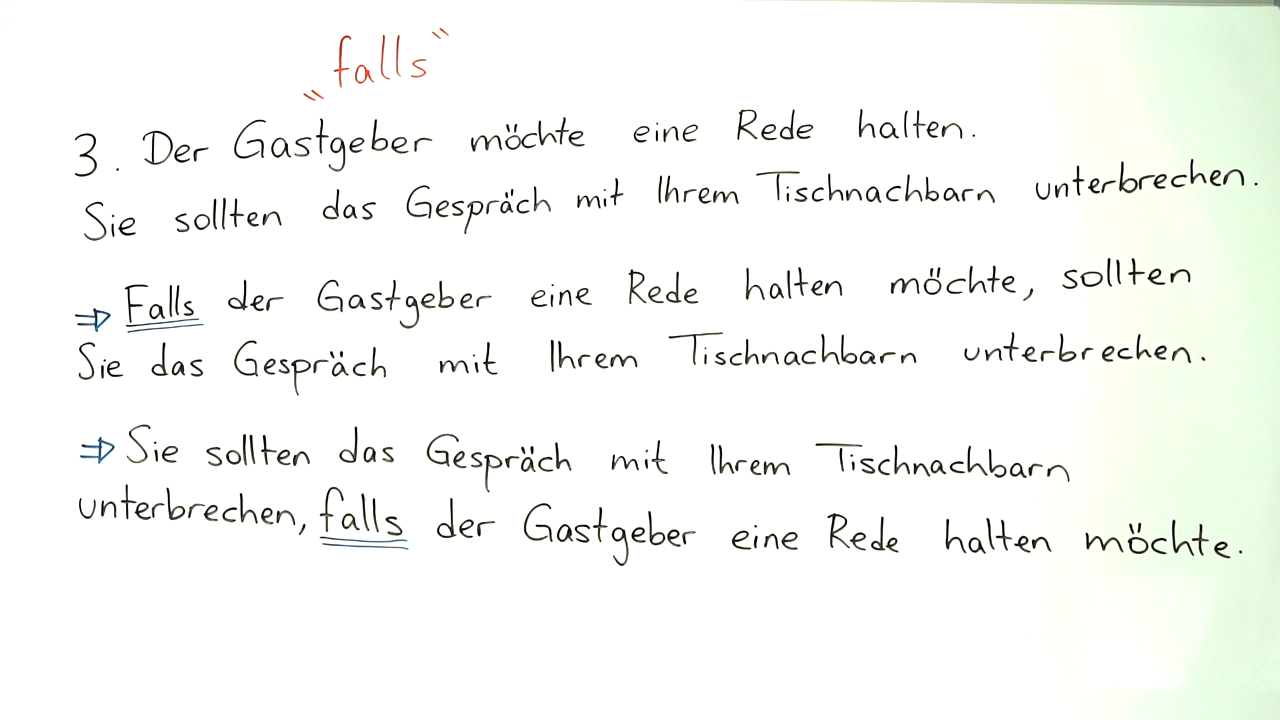 „falls“
3. Der Gastgeber möchte eine Rede halten.
Sie sollten das Gespräch mit Ihrem Tischnachbarn unterbrechen.
⇒ Falls der Gastgeber eine Rede halten möchte, sollten
Sie das Gespräch mit Ihrem Tischnachbarn unterbrechen.
⇒ Sie sollten das Gespräch mit Ihrem Tischnachbarn
unterbrechen, falls der Gastgeber eine Rede halten möchte.